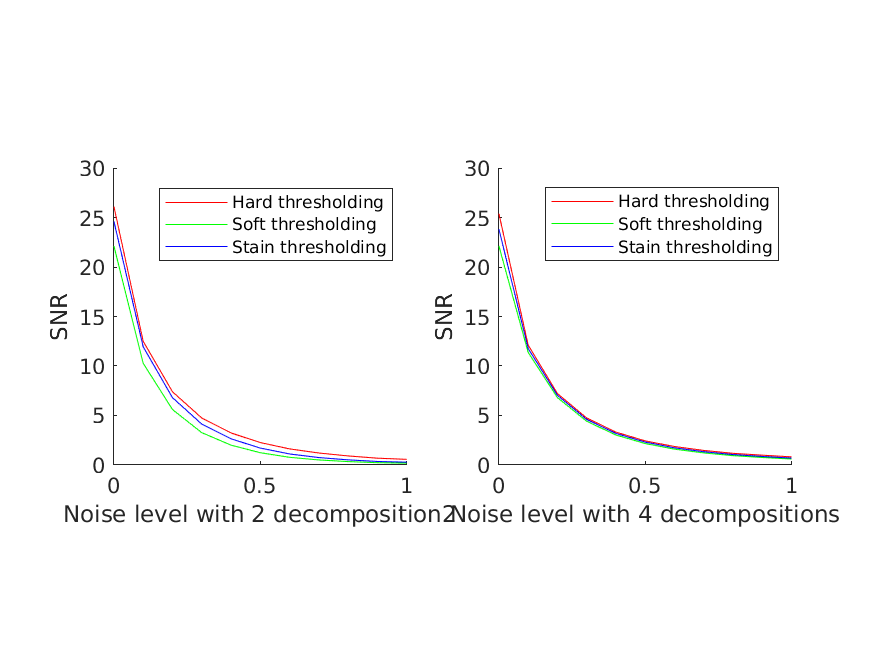 30
25
20
15
10
5
0
SNR
Hard thresholding
Soft thresholding
Stain thresholding
0 0.5 1
Noise level with 2 decomposition2
30
25
20
15
10
5
0
SNR
Hard thresholding
Soft thresholding
Stain thresholding
0 0.5 1
Noise level with 4 decompositions